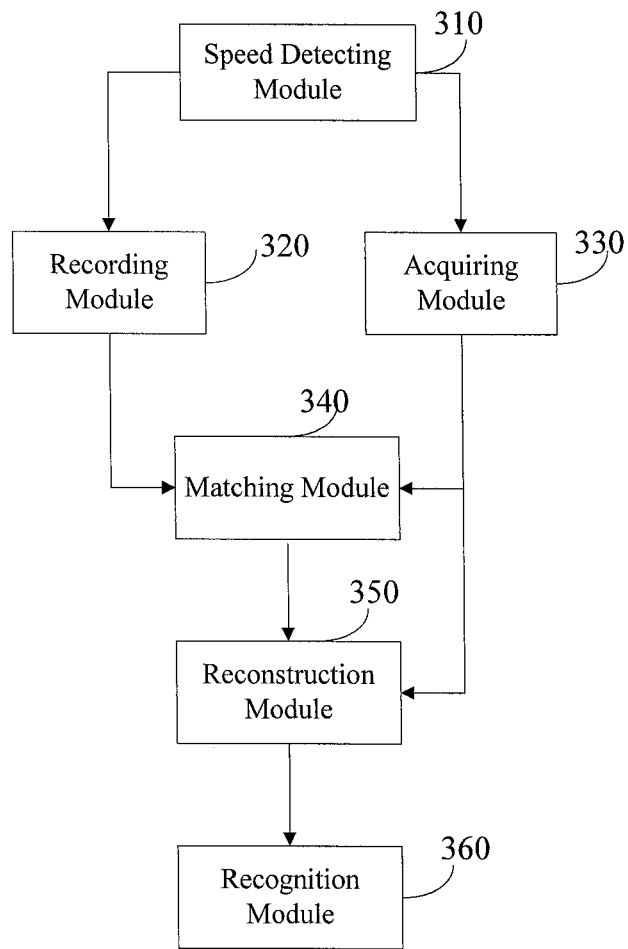 310
Speed Detecting
Module
320
330
Recording
Module
Acquiring
Module
340
Matching Module
350
Reconstruction
Module
360
Recognition
Module